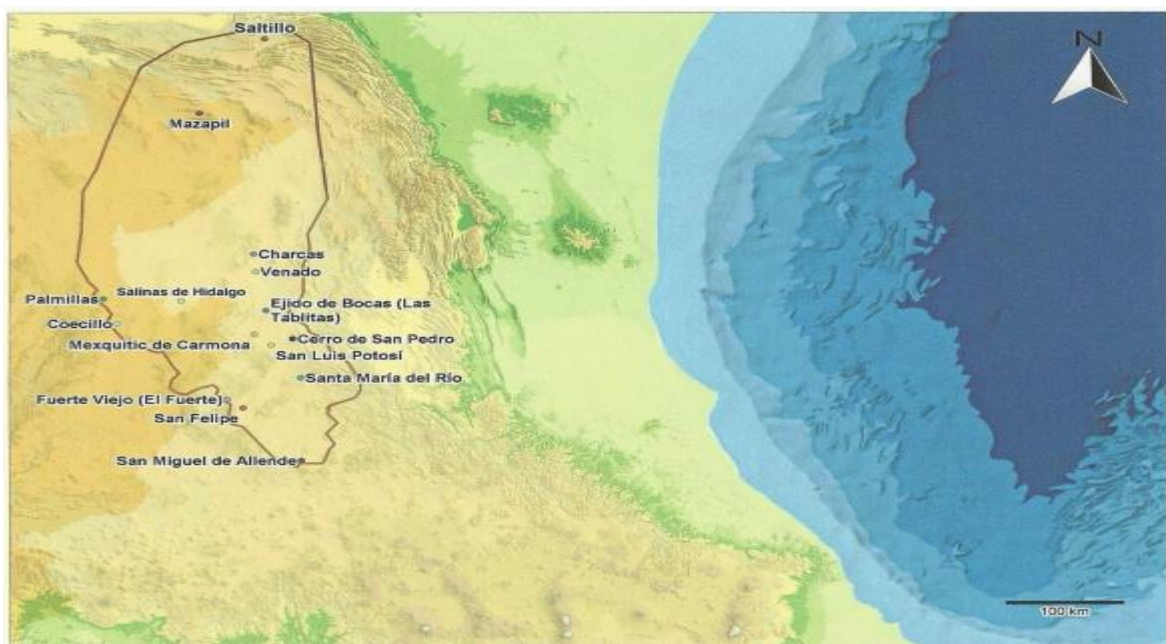 Saltillo
N
Mazapil
Charcas
Venado
Salinas de Hidalgo
Palmillas
Ejido de Bocas (Las
Tablitas)
Coecillo
Mexquitic de Carmona
Cerro de San Pedro
San Luis Potosí
Santa María del Río
Fuerte Viejo (El Fuerte)
San Felipe
San Miguel de Allende
100 km